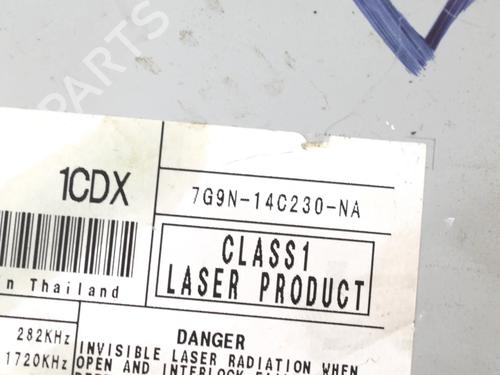 B-PARTS
1CDX
7G9N-14C230-NA
CLASS1
LASER PRODUCT
in Thailand
282KHz
1720KHz
DANGER
INVISIBLE LASER RADIATION WHEN
OPEN AND INTERLOCK